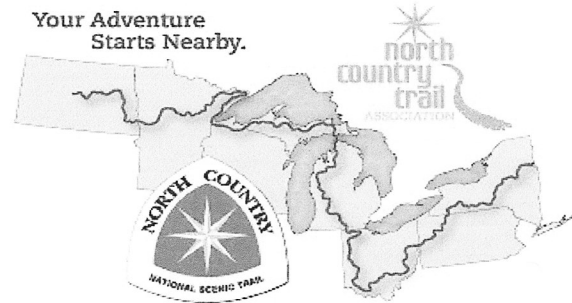 Your Adventure
Starts Nearby.
north
country
trail
ASSOCIATION
NORTH COUNTRY
NATIONAL SCENIC TRAIL